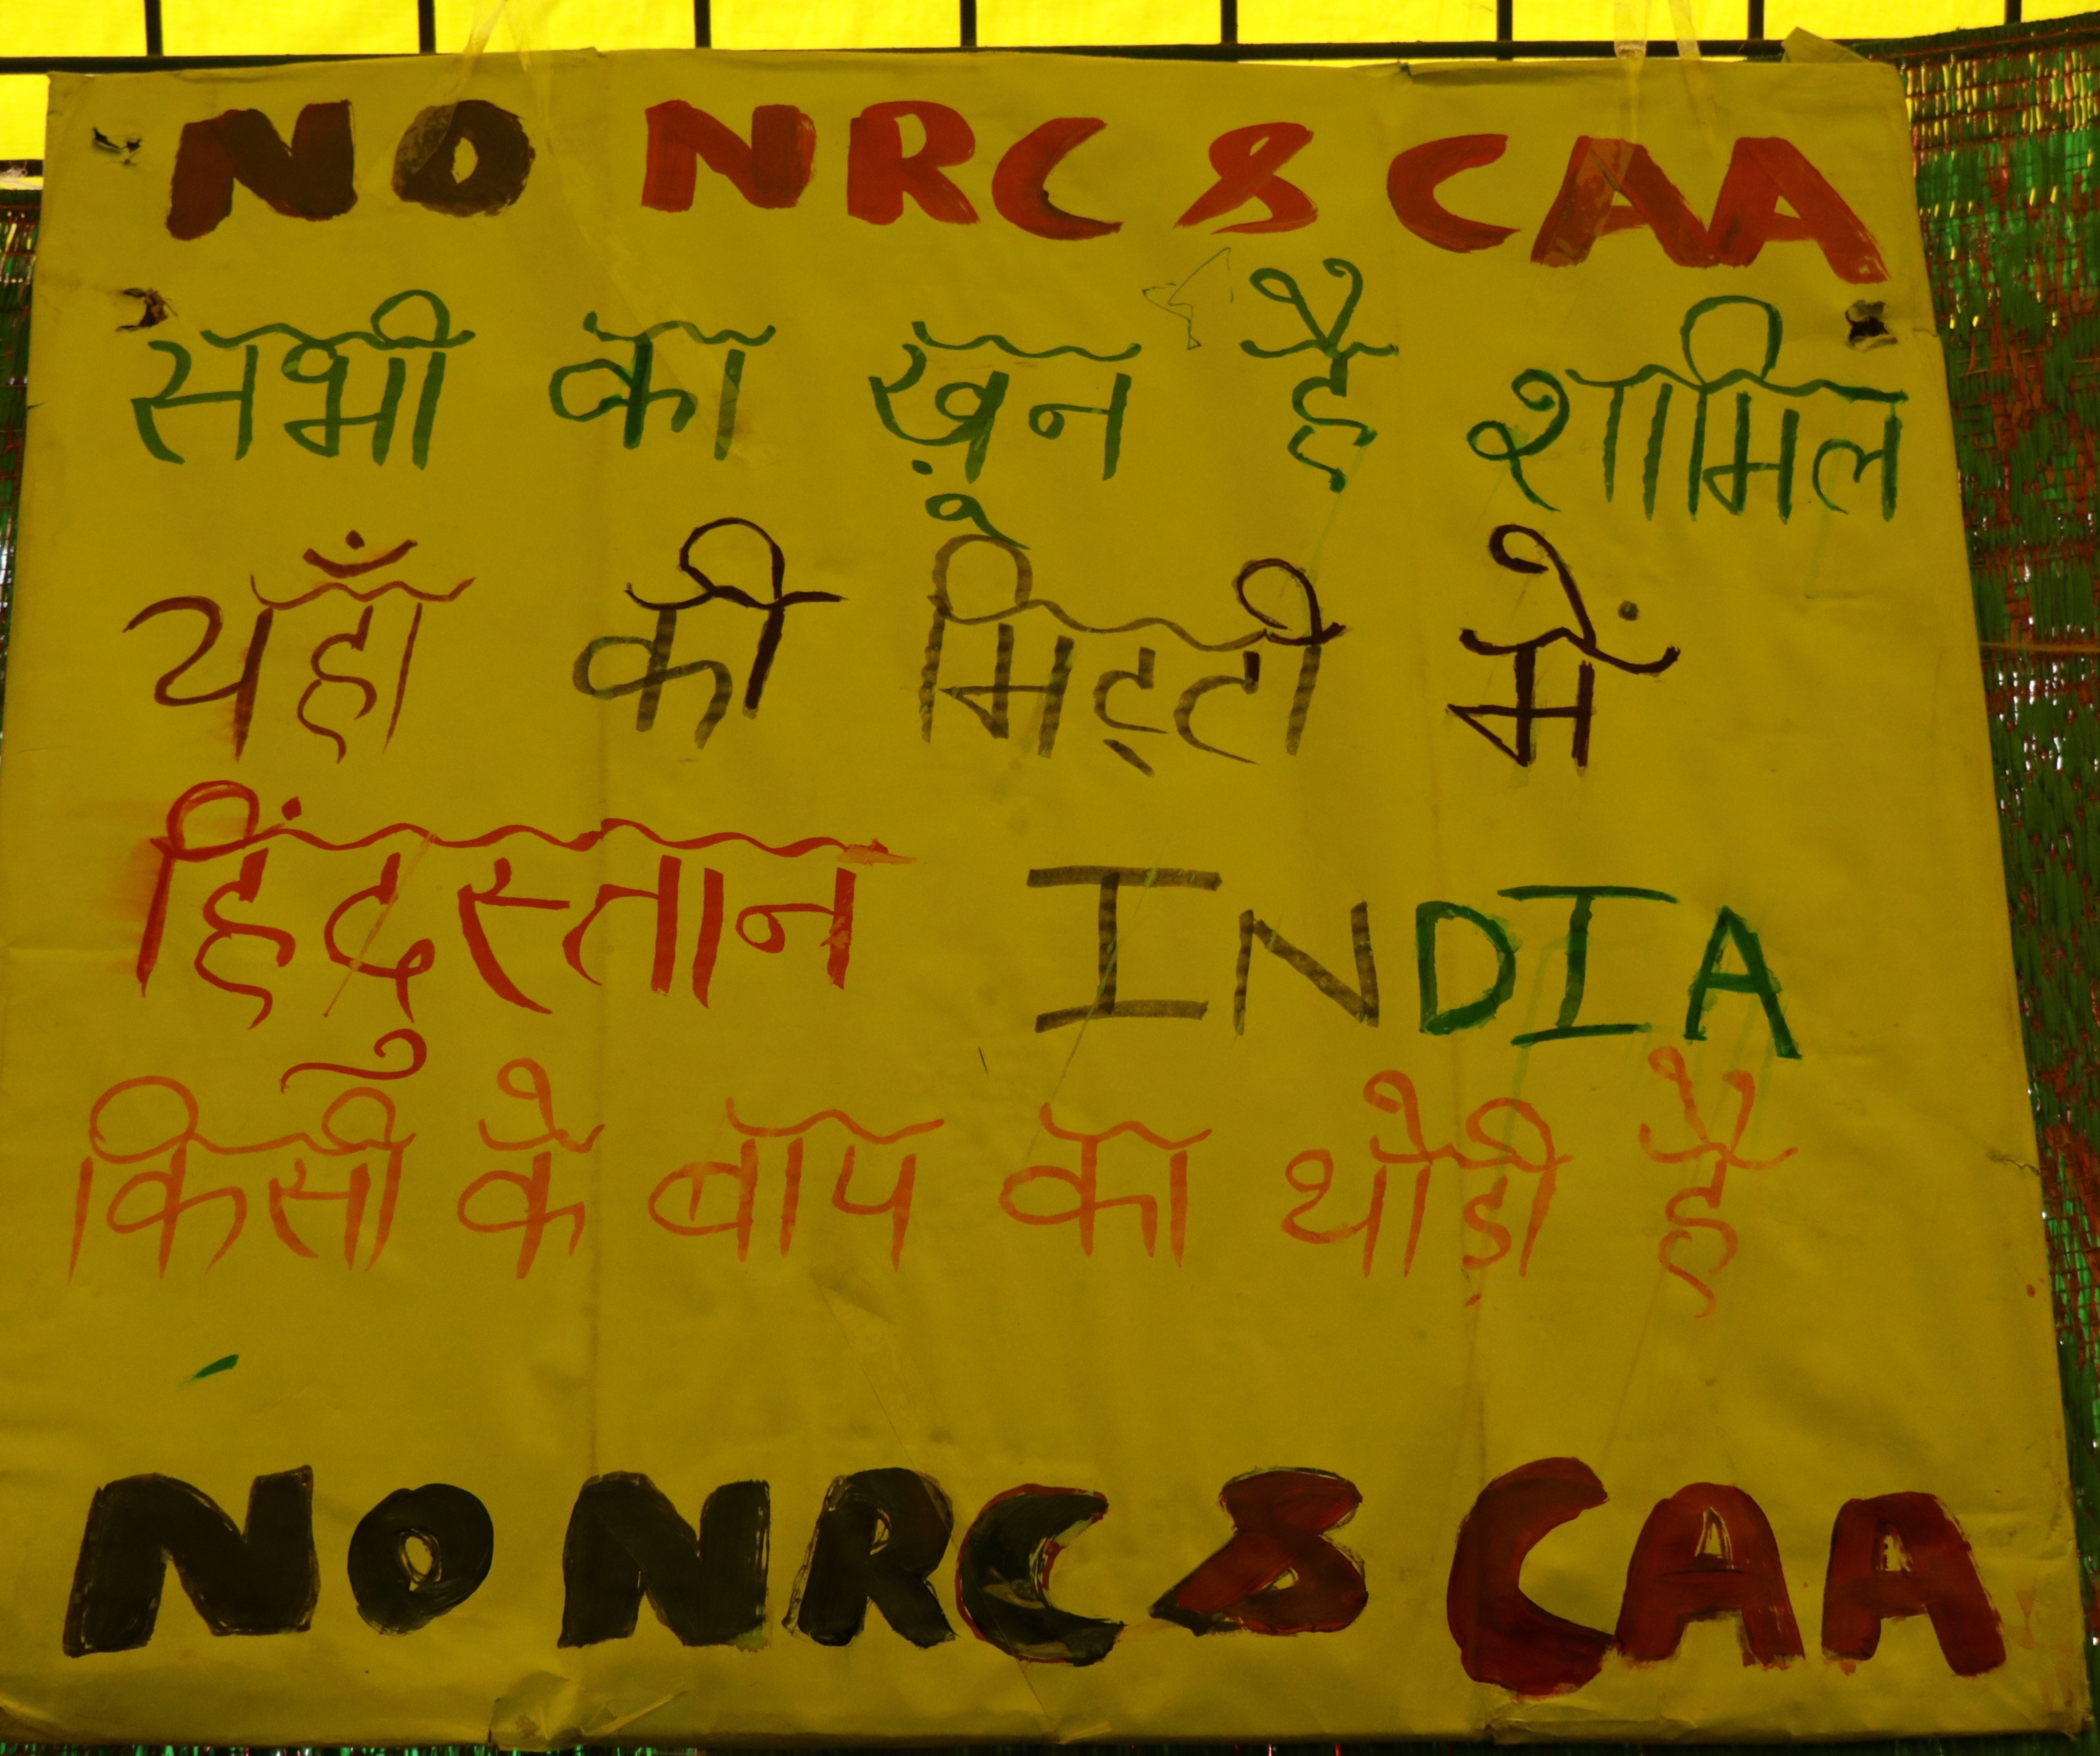 NO NRC & CAA
सभी का ख़ून है शामिल
यहाँ की मिट्टी में
हिंदुस्तान INDIA
किसी के बाप का थोड़ी है
NO NRC & CAA